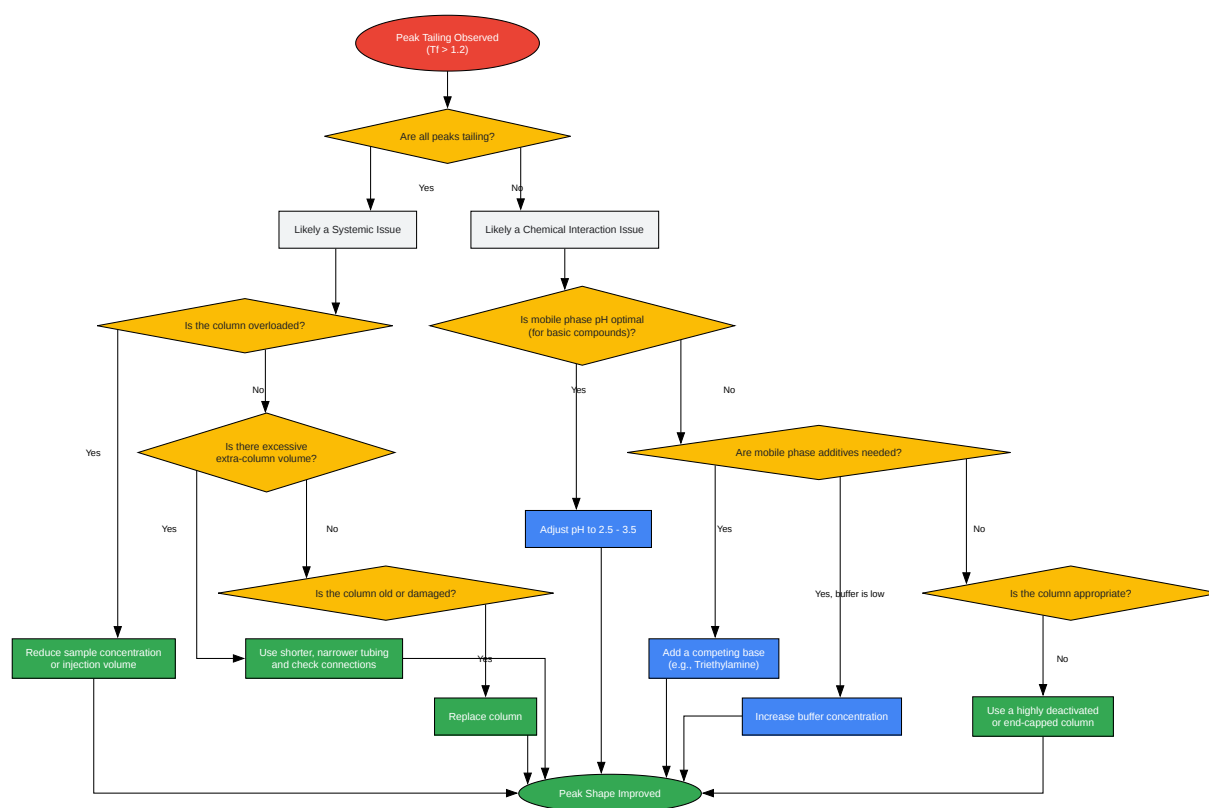 Peak Tailing Observed
(Tf > 1.2)
Are all peaks tailing?
Yes
No
Likely a Systemic Issue
Likely a Chemical Interaction Issue
Is the column overloaded?
Is mobile phase pH optimal
(for basic compounds)?
No
Yes
No
Yes
Is there excessive
extra-column volume?
Are mobile phase additives needed?
Yes
No
Adjust pH to 2.5 - 3.5
Yes
No
Is the column old or damaged?
Yes, buffer is low
Is the column appropriate?
Reduce sample concentration
or injection volume
Use shorter, narrower tubing
and check connections
Yes
Add a competing base
(e.g., Triethylamine)
No
Replace column
Increase buffer concentration
Use a highly deactivated
or end-capped column
Peak Shape Improved